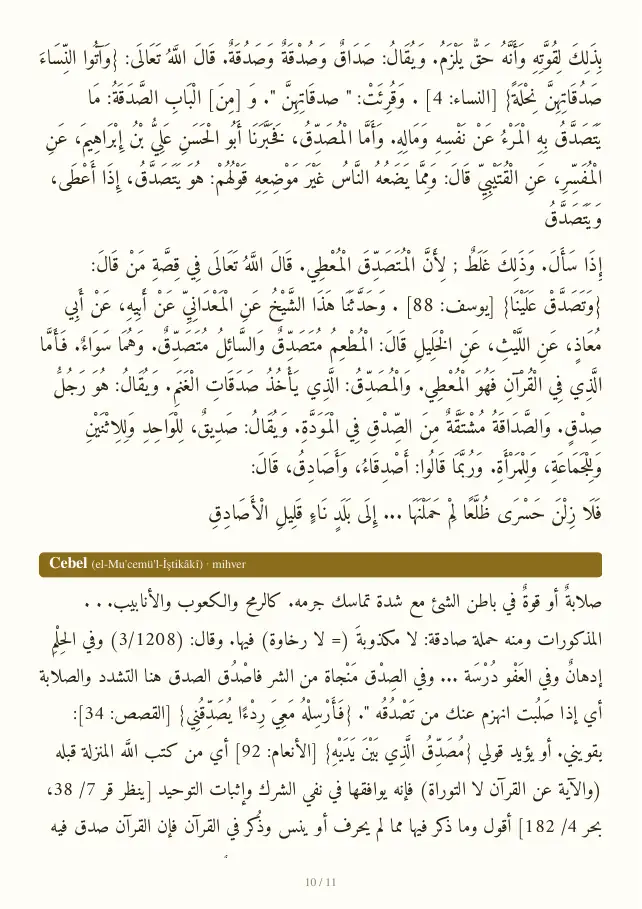 بِذَلِكَ لِقُوَّتِهِ وَأَنَّهُ حَقٌّ يَلْزَمُ. وَيُقَالُ: صَدَاقٌ وَصُدْقَةٌ وَصَدُقَةٌ. قَالَ اللَّهُ تَعَالَى: {وَآتُوا النِّسَاءَ
صَدُقَاتِهِنَّ نِحْلَةً} [النساء: 4] . وَقُرِئَتْ: " صدقَاتِهِنَّ ". وَ [مِنَ] الْبَابِ الصَّدَقَةُ: مَا
يَتَصَدَّقُ بِهِ الْمَرْءُ عَنْ نَفْسِهِ وَمَالِهِ. وَأَمَّا الْمُصَدِّقُ، فَخَبَّرَنَا أَبُو الْحَسَنِ عَلِيُّ بْنُ إِبْرَاهِيمَ، عَنِ
الْمُفَسِّرِ، عَنِ الْقُتَيْبِيِّ قَالَ: وَمِمَّا يَضَعُهُ النَّاسُ غَيْرَ مَوْضِعِهِ قَوْلُهُمْ: هُوَ يَتَصَدَّقُ، إِذَا أَعْطَى،
وَيَتَصَدَّقُ
إِذَا سَأَلَ. وَذَلِكَ غَلَطٌ ; لِأَنَّ الْمُتَصَدِّقَ الْمُعْطِي. قَالَ اللَّهُ تَعَالَى فِي قِصَّةِ مَنْ قَالَ:
{وَتَصَدَّقْ عَلَيْنَا} [يوسف: 88] . وَحَدَّثَنَا هَذَا الشَّيْخُ عَنِ الْمَعْدَانِيِّ عَنْ أَبِيهِ، عَنْ أَبِي
مُعَاذٍ، عَنِ اللَّيْثِ، عَنِ الْخَلِيلِ قَالَ: الْمُطْعِمُ مُتَصَدِّقٌ وَالسَّائِلُ مُتَصَدِّقٌ. وَهُمَا سَوَاءٌ. فَأَمَّا
الَّذِي فِي الْقُرْآنِ فَهُوَ الْمُعْطِي. وَالْمُصَدِّقُ: الَّذِي يَأْخُذُ صَدَقَاتِ الْغَنَمِ. وَيُقَالُ: هُوَ رَجُلُ
صِدْقٍ. وَالصَّدَاقَةُ مُشْتَقَّةٌ مِنَ الصِّدْقِ فِي الْمَوَدَّةِ. وَيُقَالُ: صَدِيقٌ، لِلْوَاحِدِ وَلِلِاثْنَيْنِ
وَلِلْجَمَاعَةِ، وَلِلْمَرْأَةِ. وَرُبَّمَا قَالُوا: أَصْدِقَاءُ، وَأَصَادِقُ، قَالَ:
فَلَا زِلْنَ حَسْرَى ظُلَّعًا لِمْ حَمَلْنَهَا ... إِلَى بَلَدٍ نَاءٍ قَلِيلِ الْأَصَادِقِ
Cebel (el-Mu'cemü'l-İştikâkî) · mihver
صلابةٌ أو قوةٌ في باطن الشئ مع شدة تماسك جرمه. كالرمح والكعوب والأنابيب. . .
المذكورات ومنه حملة صادقة: لا مكذوبةَ (= لا رخاوة) فيها. وقال: (3/1208) وفي الحِلْمِ
إدهانٌ وفي العَفْو دُرْسَة ... وفي الصِدْق مَنْجاة من الشر فاصْدُق الصدق هنا التشدد والصلابة
أي إذا صَلُبت انهزم عنك من تَصْدُقُه ". {فَأَرْسِلْهُ مَعِيَ رِدْءًا يُصَدِّقُنِي} [القصص: 34]:
يقويني. أو يؤيد قولي {مُصَدِّقُ الَّذِي بَيْنَ يَدَيْهِ} [الأنعام: 92] أي من كتب الله المنزلة قبله
(والآية عن القرآن لا التوراة) فإنه يوافقها في نفي الشرك وإثبات التوحيد [ينظر قر 7/ 38،
بحر 4/ 182] أقول وما ذكر فيها مما لم يحرف أو ينس وذُكر في القرآن فإن القرآن صدق فيه
10 / 11